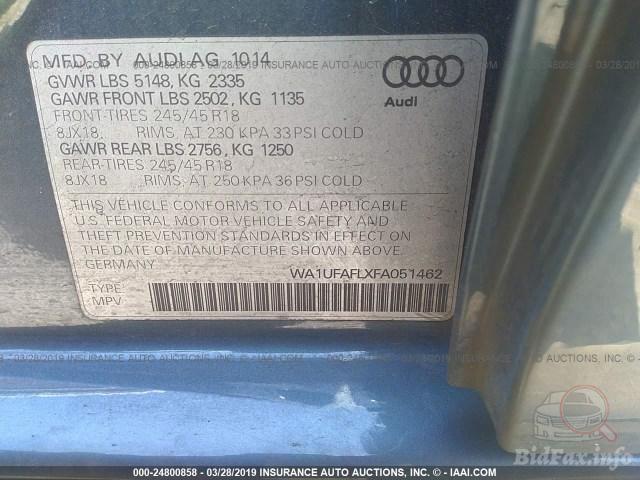 MFD BY AUDI AG 10.14
GVWR LBS 5148, KG 2335
GAWR FRONT LBS 2502, KG 1135
FRONT-TIRES 245/45 R18
8JX18, RIMS, AT 230 KPA 33 PSI COLD
GAWR REAR LBS 2756, KG 1250
REAR-TIRES 245/45 R18
8JX18 RIMS, AT 250 KPA 36 PSI COLD
Audi
THIS VEHICLE CONFORMS TO ALL APPLICABLE
U.S. FEDERAL MOTOR VEHICLE SAFETY AND
THEFT PREVENTION STANDARDS IN EFFECT ON
THE DATE OF MANUFACTURE SHOWN ABOVE
GERMANY
WA1UFAFLXFA051462
TYPE:
MPV
000-24800858 - 03/28/2019 INSURANCE AUTO AUCTIONS, INC. © - IAAI.COM
BidFax.info